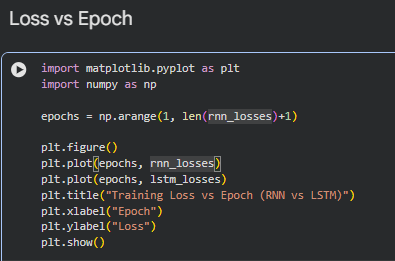 Loss vs Epoch
import matplotlib.pyplot as plt
import numpy as np
epochs = np.arange(1, len(rnn_losses)+1)
plt.figure()
plt.plot(epochs, rnn_losses)
plt.plot(epochs, lstm_losses)
plt.title("Training Loss vs Epoch (RNN vs LSTM)")
plt.xlabel("Epoch")
plt.ylabel("Loss")
plt.show()